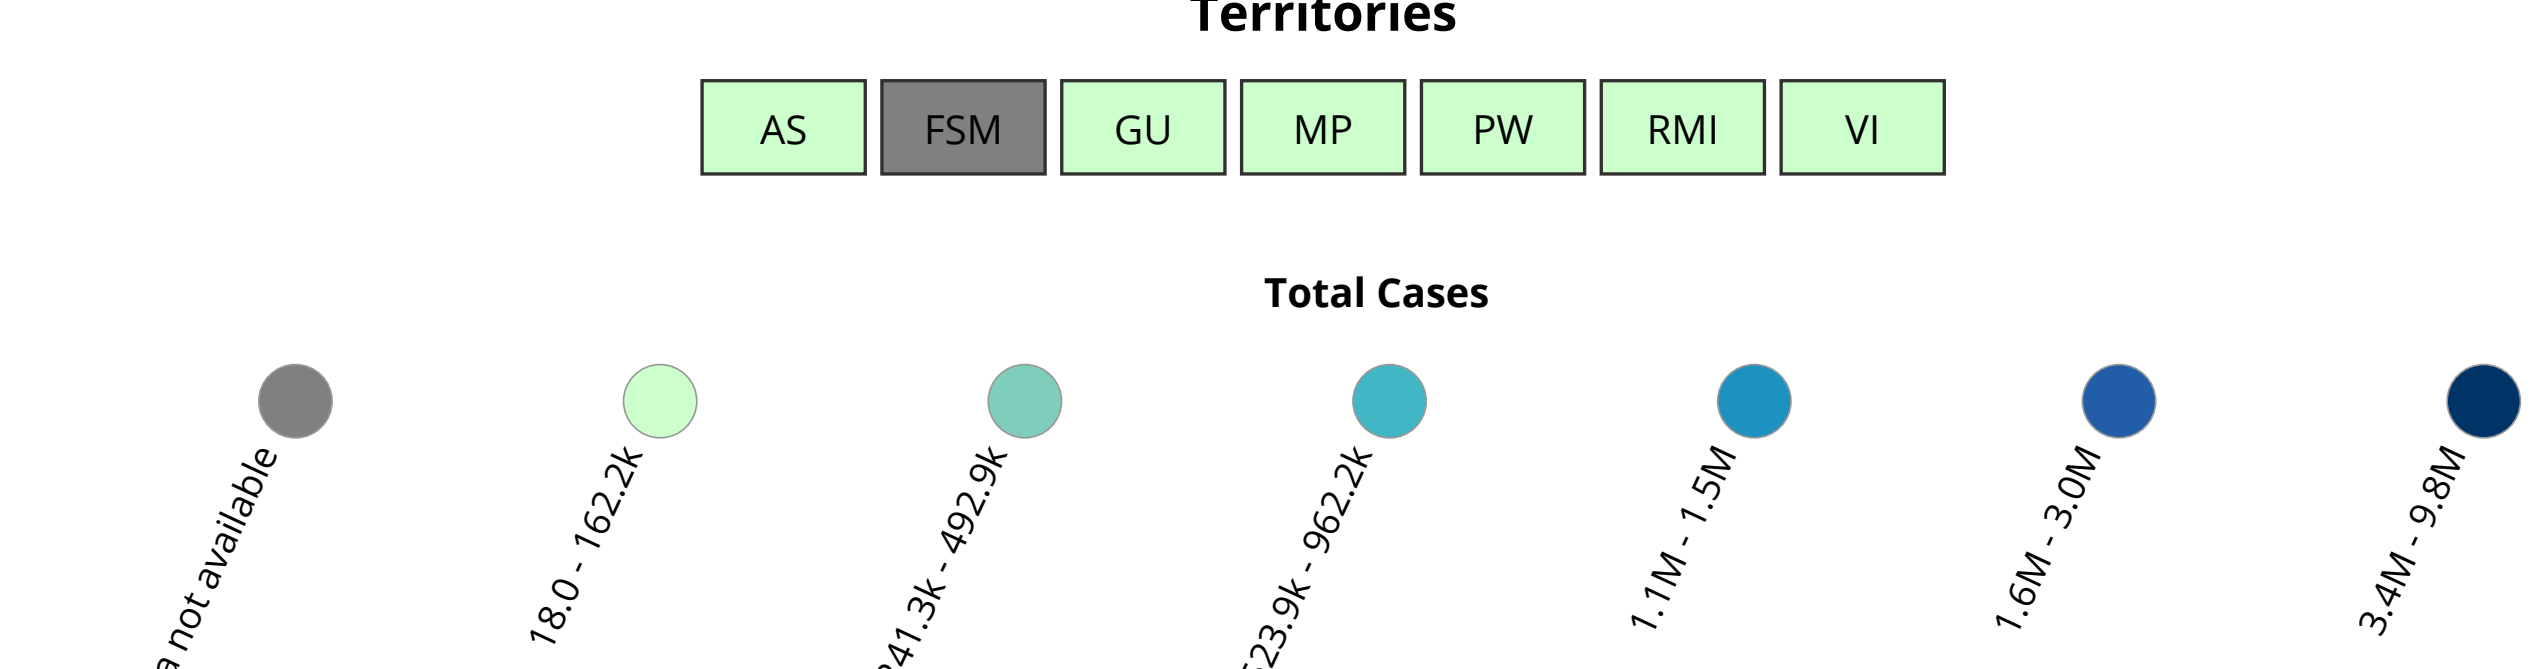 Territories
AS FSM GU MP PW RMI VI
Total Cases
not available
18.0 - 162.2k
- 492.9k
- 962.2k
1.1M - 1.5M
1.6M - 3.0M
3.4M - 9.8M